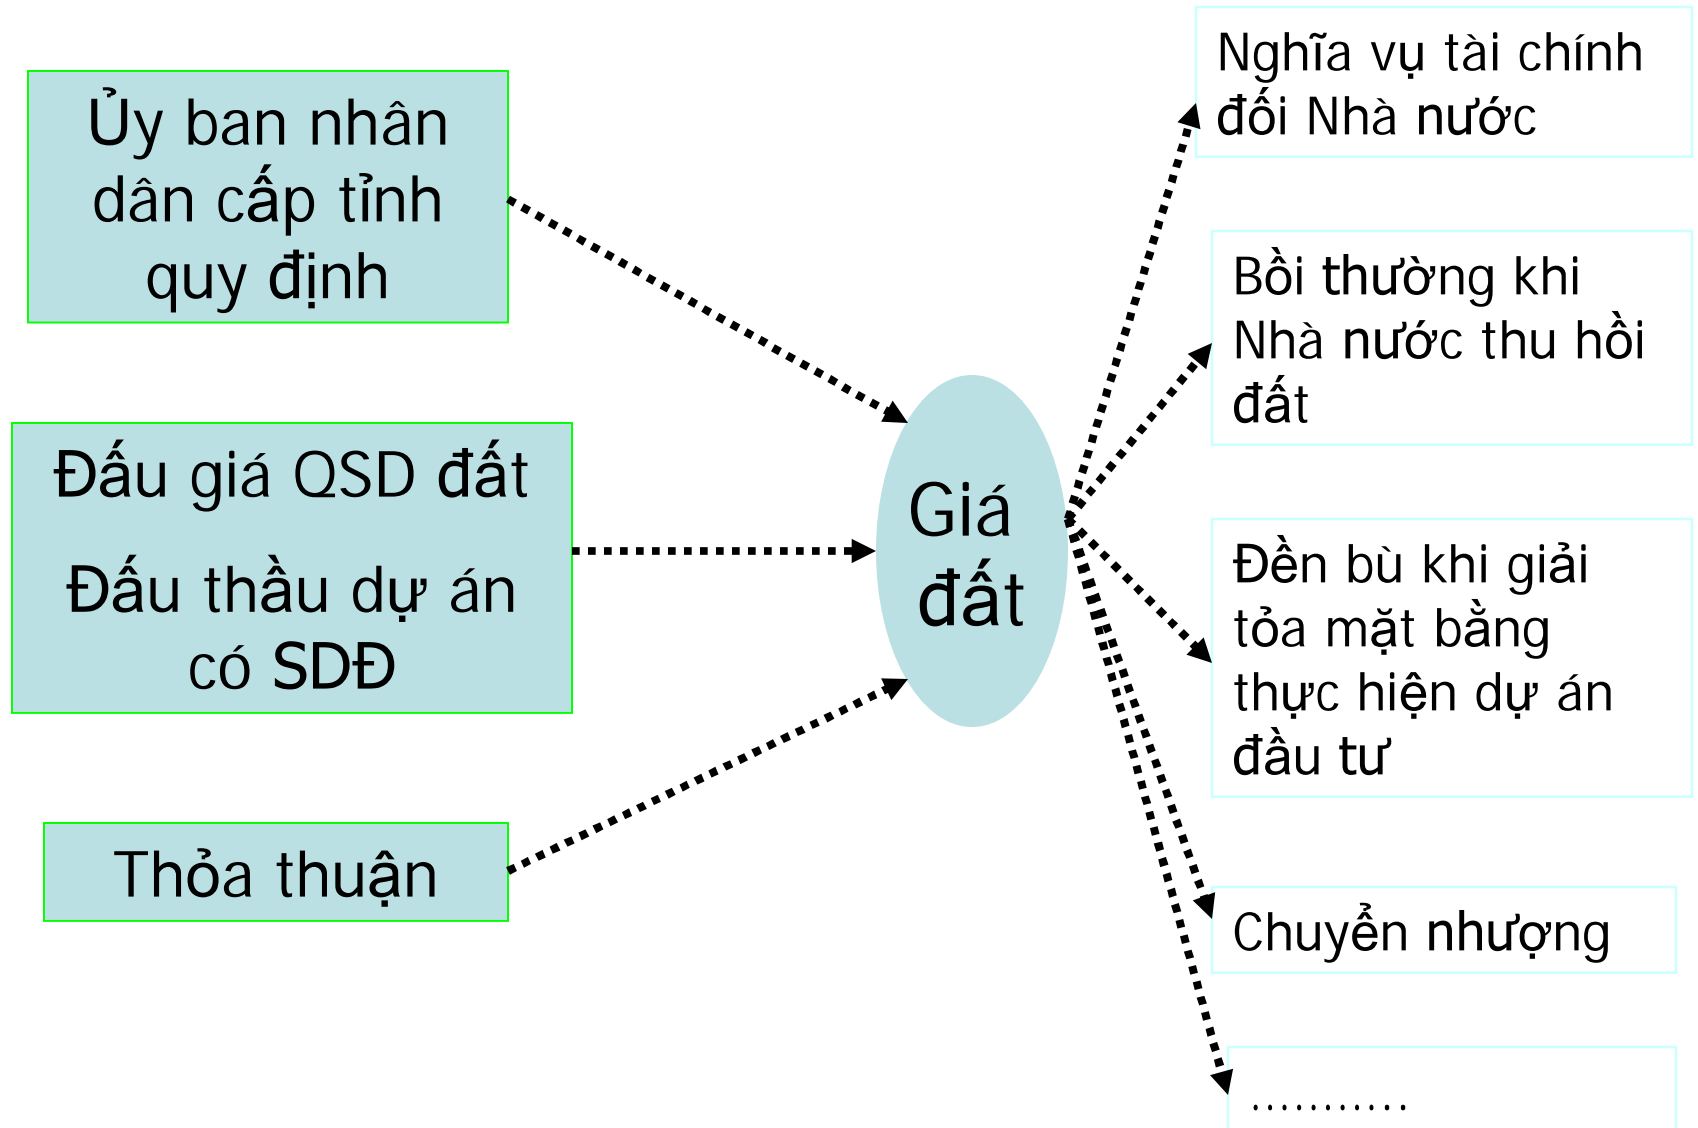 Ủy ban nhân
dân cấp tỉnh
quy định
Đấu giá QSD đất
Đấu thầu dự án
có SDĐ
Thỏa thuận
Giá
đất
Nghĩa vụ tài chính
đối Nhà nước
Bồi thường khi
Nhà nước thu hồi
đất
Đền bù khi giải
tỏa mặt bằng
thực hiện dự án
đầu tư
Chuyển nhượng
...........